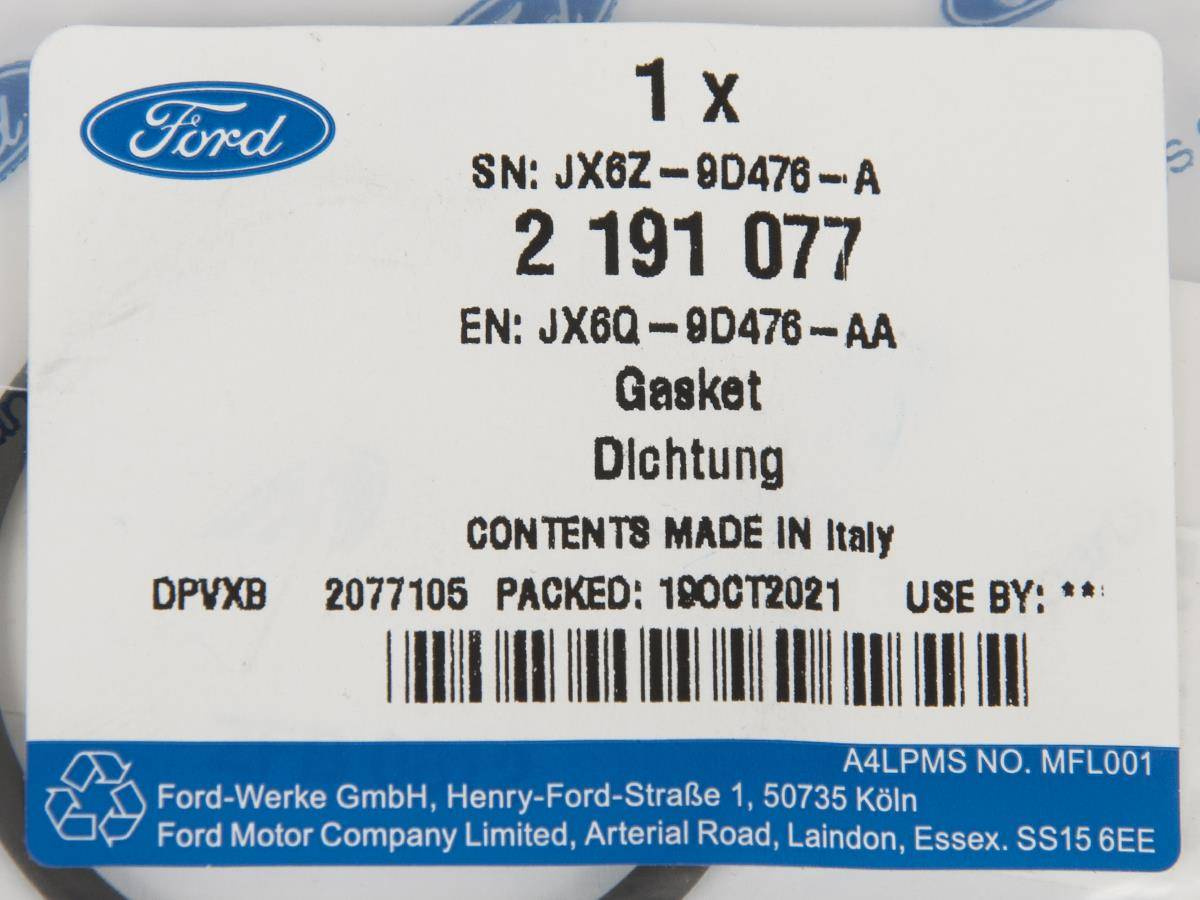 Ford
1 x
SN: JX6Z-9D476-A
2 191 077
EN: JX6Q-9D476-AA
Gasket
Dichtung
CONTENTS MADE IN Italy
DPVXB 2077105 PACKED: 19OCT2021 USE BY: **
A4LPMS NO. MFL001
Ford-Werke GmbH, Henry-Ford-Straße 1, 50735 Köln
Ford Motor Company Limited, Arterial Road, Laindon, Essex. SS15 6EE